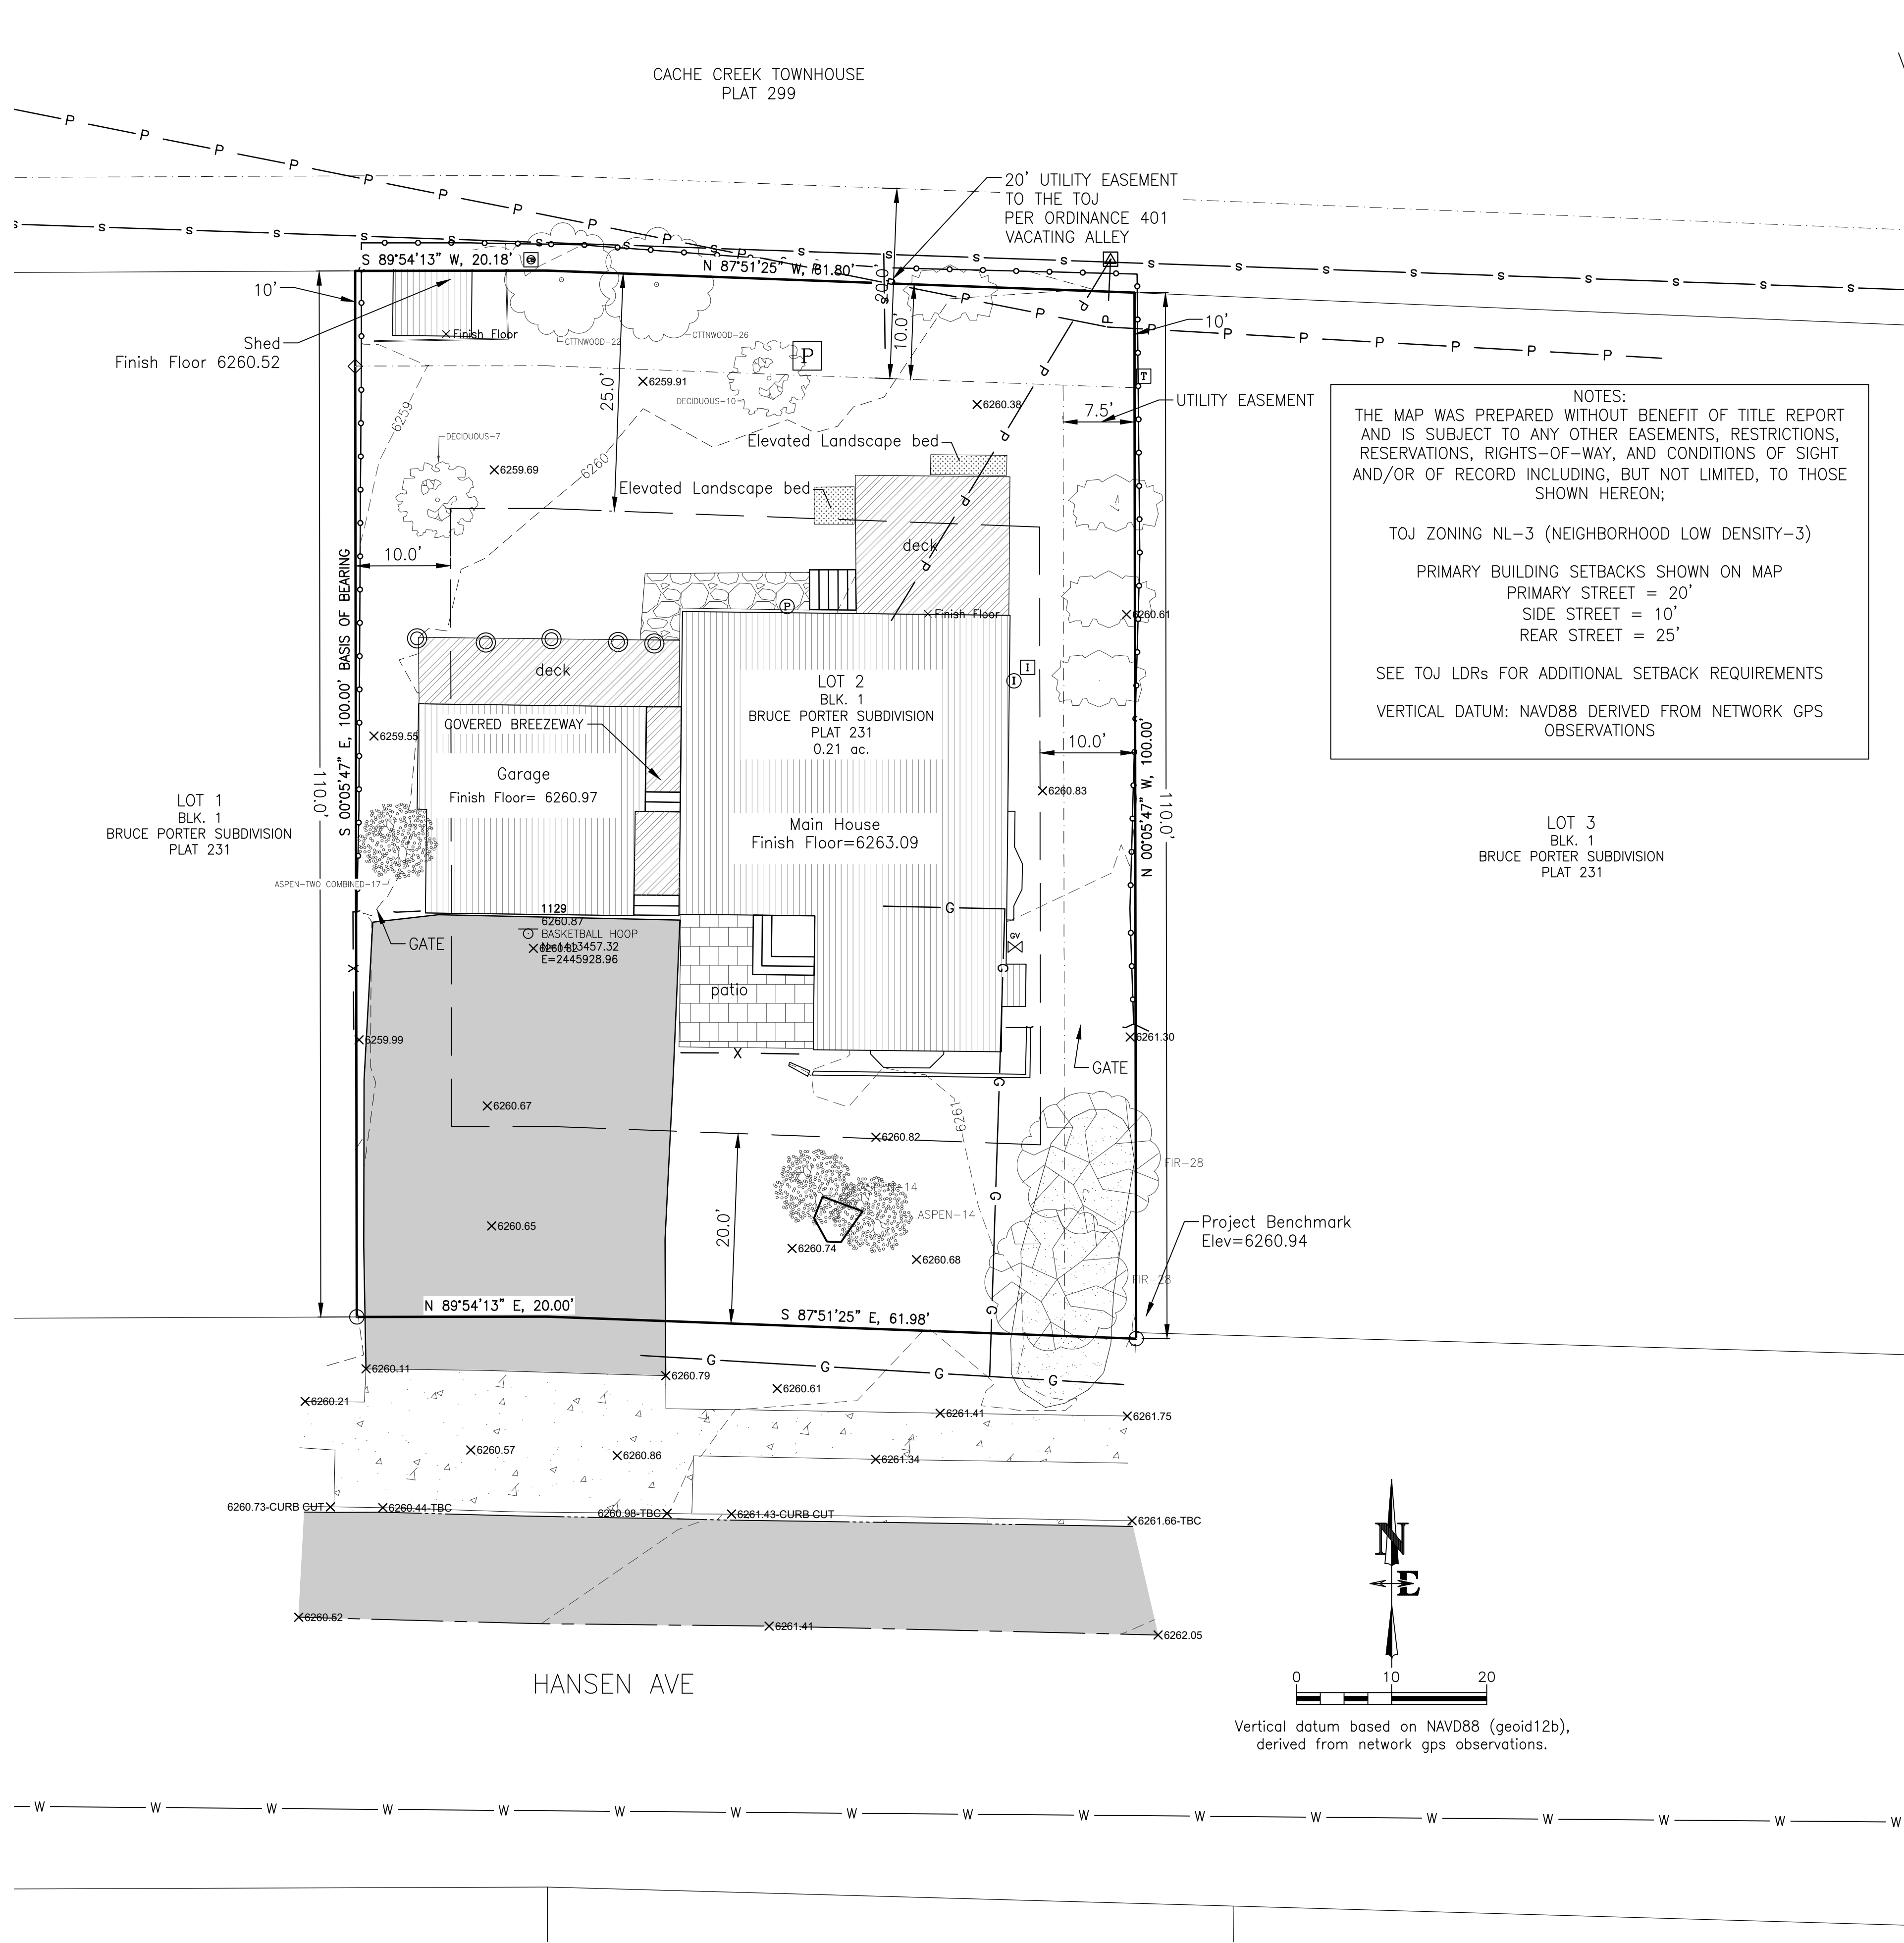 CACHE CREEK TOWNHOUSE
PLAT 299
20' UTILITY EASEMENT
TO THE TOJ
PER ORDINANCE 401
VACATING ALLEY
S 89°54'13" W, 20.18'
N 87°51'25" W, 61.80'
10'
Shed
Finish Floor 6260.52
Finish Floor
CTTNWOOD-22
CTTNWOOD-26
P
DECIDUOUS-10
6259.91
25.0'
20.0'
10.0'
10'
T
6260.38
7.5'
UTILITY EASEMENT
6259
DECIDUOUS-7
6259.69
6260
Elevated Landscape bed
Elevated Landscape bed
deck
10.0'
Finish Floor
6260.61
P
I
I
deck
S 00°05'47" E, 100.00' BASIS OF BEARING
110.0'
6259.55
COVERED BREEZEWAY
LOT 2
BLK. 1
BRUCE PORTER SUBDIVISION
PLAT 231
0.21 ac.
Garage
Finish Floor= 6260.97
Main House
Finish Floor=6263.09
10.0'
6260.83
N 00°05'47" W, 100.00'
110.0'
LOT 1
BLK. 1
BRUCE PORTER SUBDIVISION
PLAT 231
LOT 3
BLK. 1
BRUCE PORTER SUBDIVISION
PLAT 231
NOTES:
THE MAP WAS PREPARED WITHOUT BENEFIT OF TITLE REPORT
AND IS SUBJECT TO ANY OTHER EASEMENTS, RESTRICTIONS,
RESERVATIONS, RIGHTS-OF-WAY, AND CONDITIONS OF SIGHT
AND/OR OF RECORD INCLUDING, BUT NOT LIMITED, TO THOSE
SHOWN HEREON;
TOJ ZONING NL-3 (NEIGHBORHOOD LOW DENSITY-3)
PRIMARY BUILDING SETBACKS SHOWN ON MAP
PRIMARY STREET = 20'
SIDE STREET = 10'
REAR STREET = 25'
SEE TOJ LDRs FOR ADDITIONAL SETBACK REQUIREMENTS
VERTICAL DATUM: NAVD88 DERIVED FROM NETWORK GPS
OBSERVATIONS
ASPEN-TWO COMBINED-17
GATE
1129
6260.87
BASKETBALL HOOP
N=1413457.32
E=2445928.96
patio
GV
6259.99
6261.30
GATE
6260.67
6260.82
6261
FIR-28
ASPEN-14
20.0'
6260.65
6260.74
6260.68
FIR-28
Project Benchmark
Elev=6260.94
N 89°54'13" E, 20.00'
S 87°51'25" E, 61.98'
G G G G
6260.11
6260.79
6260.61
6260.21
6261.41
6261.75
6260.57
6260.86
6261.34
6260.73-CURB CUT
6260.44-TBC
6260.98-TBC
6261.43-CURB CUT
6261.66-TBC
6260.52
6261.41
6262.05
HANSEN AVE
N
E
0 10 20
Vertical datum based on NAVD88 (geoid12b),
derived from network gps observations.
W W W W W W W W W W W W W W W W W